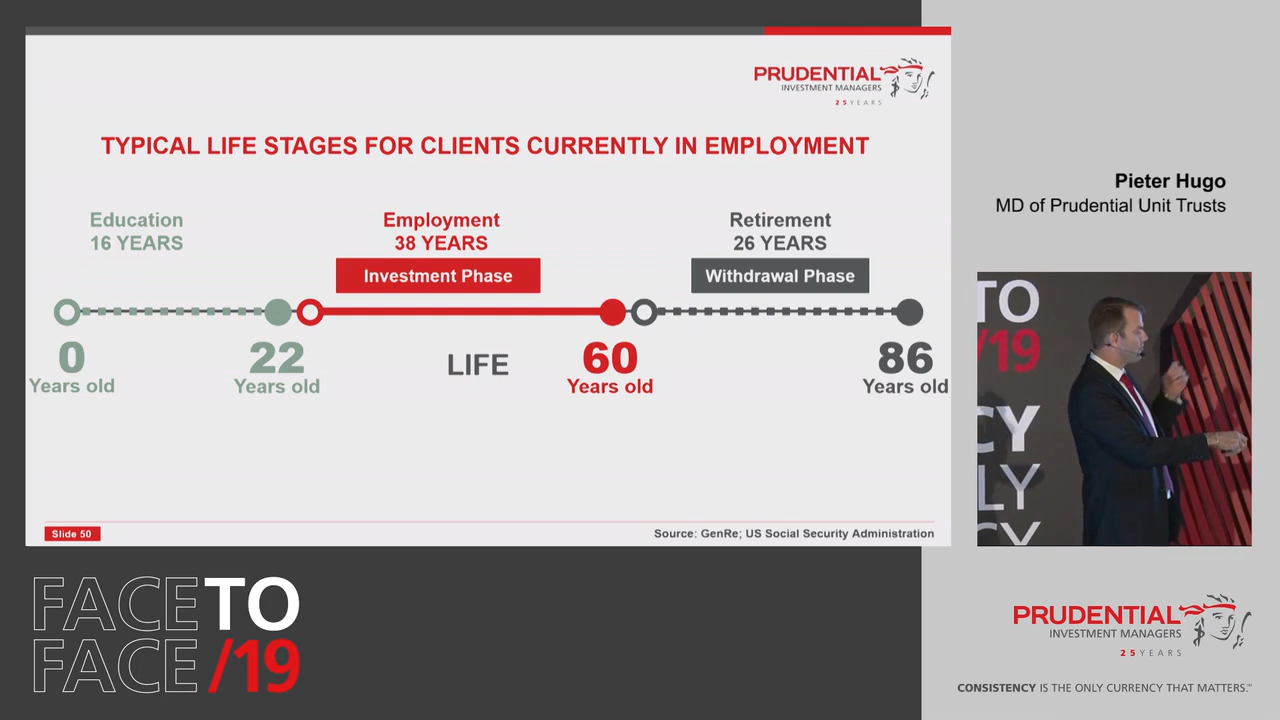 PRUDENTIAL
INVESTMENT MANAGERS
25 YEARS
TYPICAL LIFE STAGES FOR CLIENTS CURRENTLY IN EMPLOYMENT
Education
16 YEARS
Employment
38 YEARS
Investment Phase
Retirement
26 YEARS
Withdrawal Phase
0
Years old
22
Years old
LIFE
60
Years old
86
Years old
Slide 50
Source: GenRe; US Social Security Administration
Pieter Hugo
MD of Prudential Unit Trusts
TO
/19
CY
LY
CY
FACE TO
FACE /19
PRUDENTIAL
INVESTMENT MANAGERS
25 YEARS
CONSISTENCY IS THE ONLY CURRENCY THAT MATTERS.™